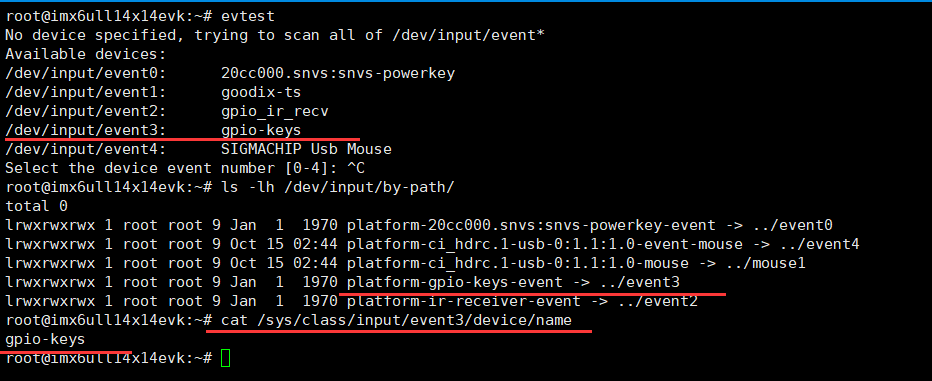 root@imx6ull14x14evk:~# evtest
No device specified, trying to scan all of /dev/input/event*
Available devices:
/dev/input/event0:      20cc000.snvs:snvs-powerkey
/dev/input/event1:      goodix-ts
/dev/input/event2:      gpio_ir_recv
/dev/input/event3:      gpio-keys
/dev/input/event4:      SIGMACHIP Usb Mouse
Select the device event number [0-4]: ^C
root@imx6ull14x14evk:~# ls -lh /dev/input/by-path/
total 0
lrwxrwxrwx 1 root root 9 Jan  1  1970 platform-20cc000.snvs:snvs-powerkey-event -> ../event0
lrwxrwxrwx 1 root root 9 Oct 15 02:44 platform-ci_hdrc.1-usb-0:1.1:1.0-event-mouse -> ../event4
lrwxrwxrwx 1 root root 9 Oct 15 02:44 platform-ci_hdrc.1-usb-0:1.1:1.0-mouse -> ../mouse1
lrwxrwxrwx 1 root root 9 Jan  1  1970 platform-gpio-keys-event -> ../event3
lrwxrwxrwx 1 root root 9 Jan  1  1970 platform-ir-receiver-event -> ../event2
root@imx6ull14x14evk:~# cat /sys/class/input/event3/device/name
gpio-keys
root@imx6ull14x14evk:~#